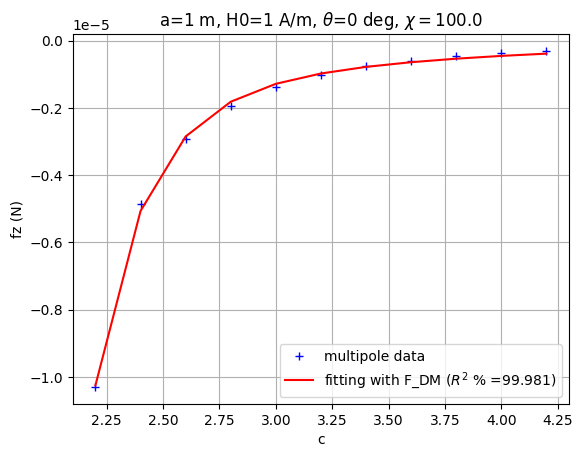 a=1 m, H0=1 A/m, θ=0 deg, χ = 100.0
1e−5
0.0
−0.2
−0.4
−0.6
−0.8
−1.0
fz (N)
multipole data
fitting with F_DM (R² % =99.981)
2.25 2.50 2.75 3.00 3.25 3.50 3.75 4.00 4.25
c